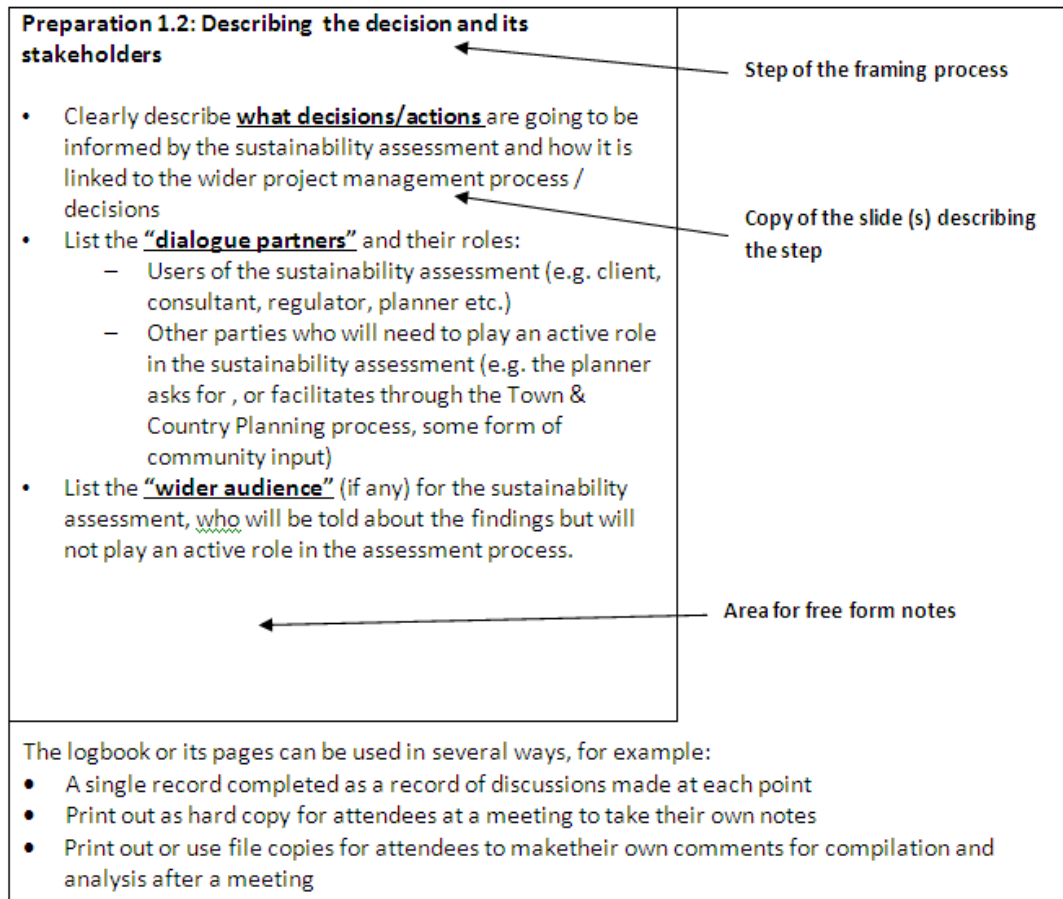 Preparation 1.2: Describing the decision and its
stakeholders
Step of the framing process
• Clearly describe what decisions/actions are going to be
informed by the sustainability assessment and how it is
linked to the wider project management process /
decisions
Copy of the slide (s) describing
the step
• List the “dialogue partners” and their roles:
– Users of the sustainability assessment (e.g. client,
consultant, regulator, planner etc.)
– Other parties who will need to play an active role
in the sustainability assessment (e.g. the planner
asks for , or facilitates through the Town &
Country Planning process, some form of
community input)
• List the “wider audience” (if any) for the sustainability
assessment, who will be told about the findings but will
not play an active role in the assessment process.
Area for free form notes
The logbook or its pages can be used in several ways, for example:
• A single record completed as a record of discussions made at each point
• Print out as hard copy for attendees at a meeting to take their own notes
• Print out or use file copies for attendees to maketheir own comments for compilation and
analysis after a meeting